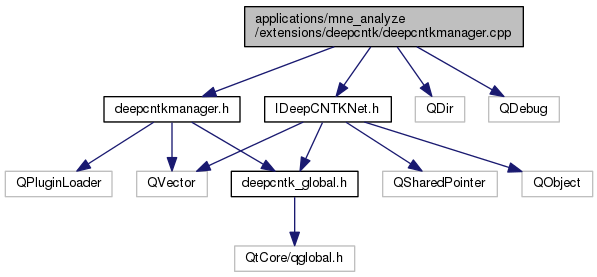 applications/mne_analyze
/extensions/deepcntk/deepcntkmanager.cpp
deepcntkmanager.h
IDeepCNTKNet.h
QDir
QDebug
QPluginLoader
QVector
deepcntk_global.h
QSharedPointer
QObject
QtCore/qglobal.h